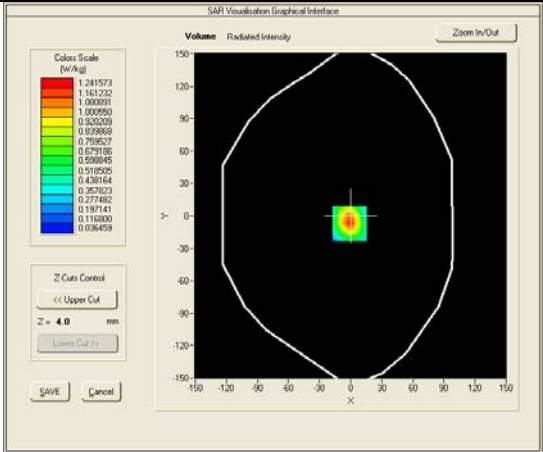 SAR Visualisation Graphical Interface
Volume Radiated Intensity
Zoom In/Out
Colors Scale
(W/kg)
1.241573
1.161232
1.080891
1.000550
0.920209
0.839868
0.759527
0.679186
0.598845
0.518505
0.438164
0.357823
0.277482
0.197141
0.116800
0.036459
150-
120-
90-
60-
30-
0-
-30-
-60-
-90-
-120-
-150-
Y
-150 -120 -90 -60 -30 0 30 60 90 120 150
X
Z-Cuts Control
<< Upper Cut
Z = 4.0 mm
Lower Cut >>
SAVE Cancel